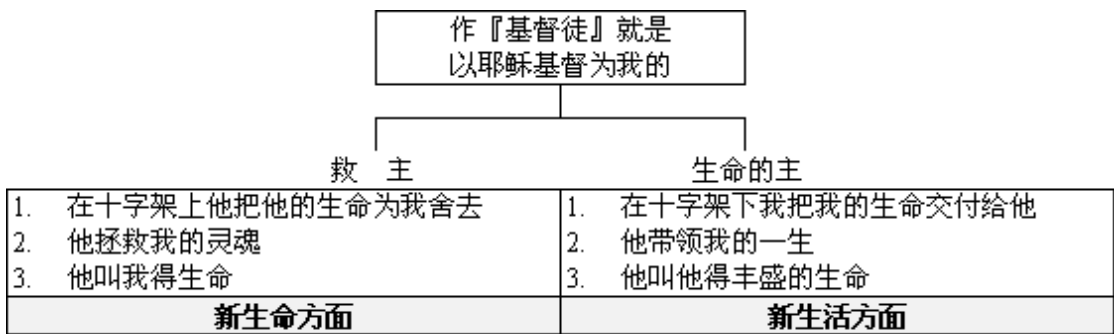 作『基督徒』就是
以耶稣基督为我的
救 主
生命的主
1. 在十字架上他把他的生命为我舍去
2. 他拯救我的灵魂
3. 他叫我得生命
1. 在十字架下我把我的生命交付给他
2. 他带领我的一生
3. 他叫他得丰盛的生命
新生命方面
新生活方面